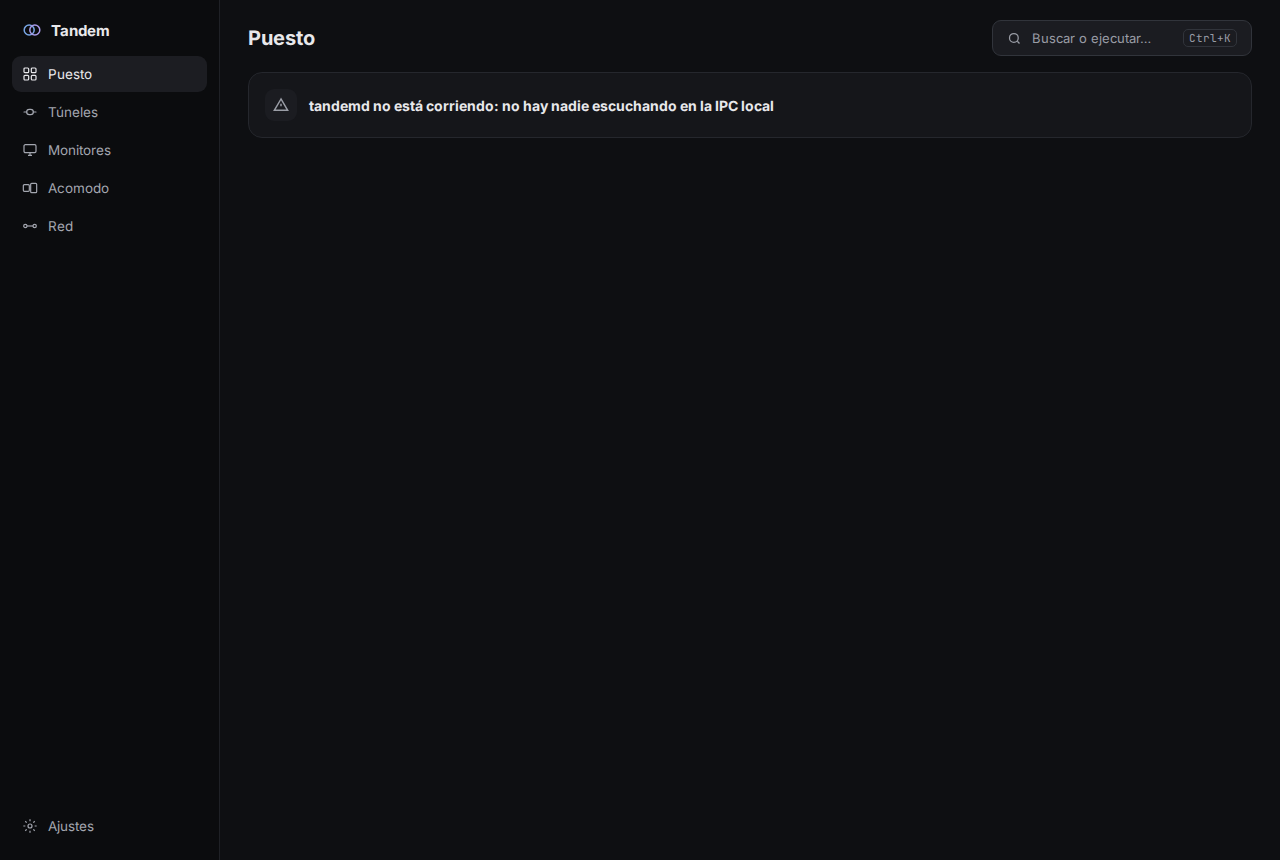 Tandem
Puesto
Túneles
Monitores
Acomodo
Red
Ajustes
Puesto
Buscar o ejecutar... Ctrl+K
tandemd no está corriendo: no hay nadie escuchando en la IPC local